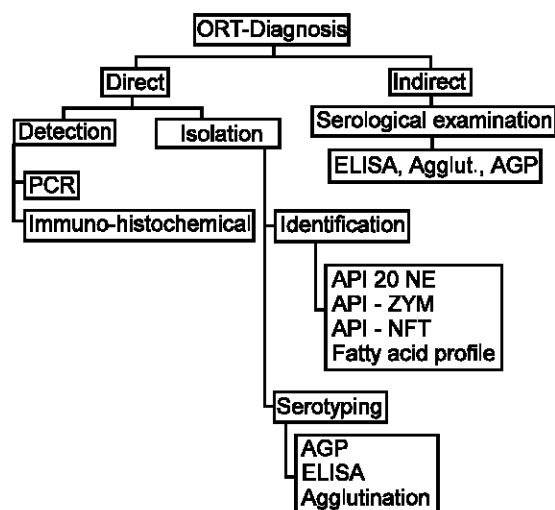 ORT-Diagnosis
Direct
Indirect
Detection
Isolation
Serological examination
ELISA, Agglut., AGP
PCR
Immuno-histochemical
Identification
API 20 NE
API - ZYM
API - NFT
Fatty acid profile
Serotyping
AGP
ELISA
Agglutination